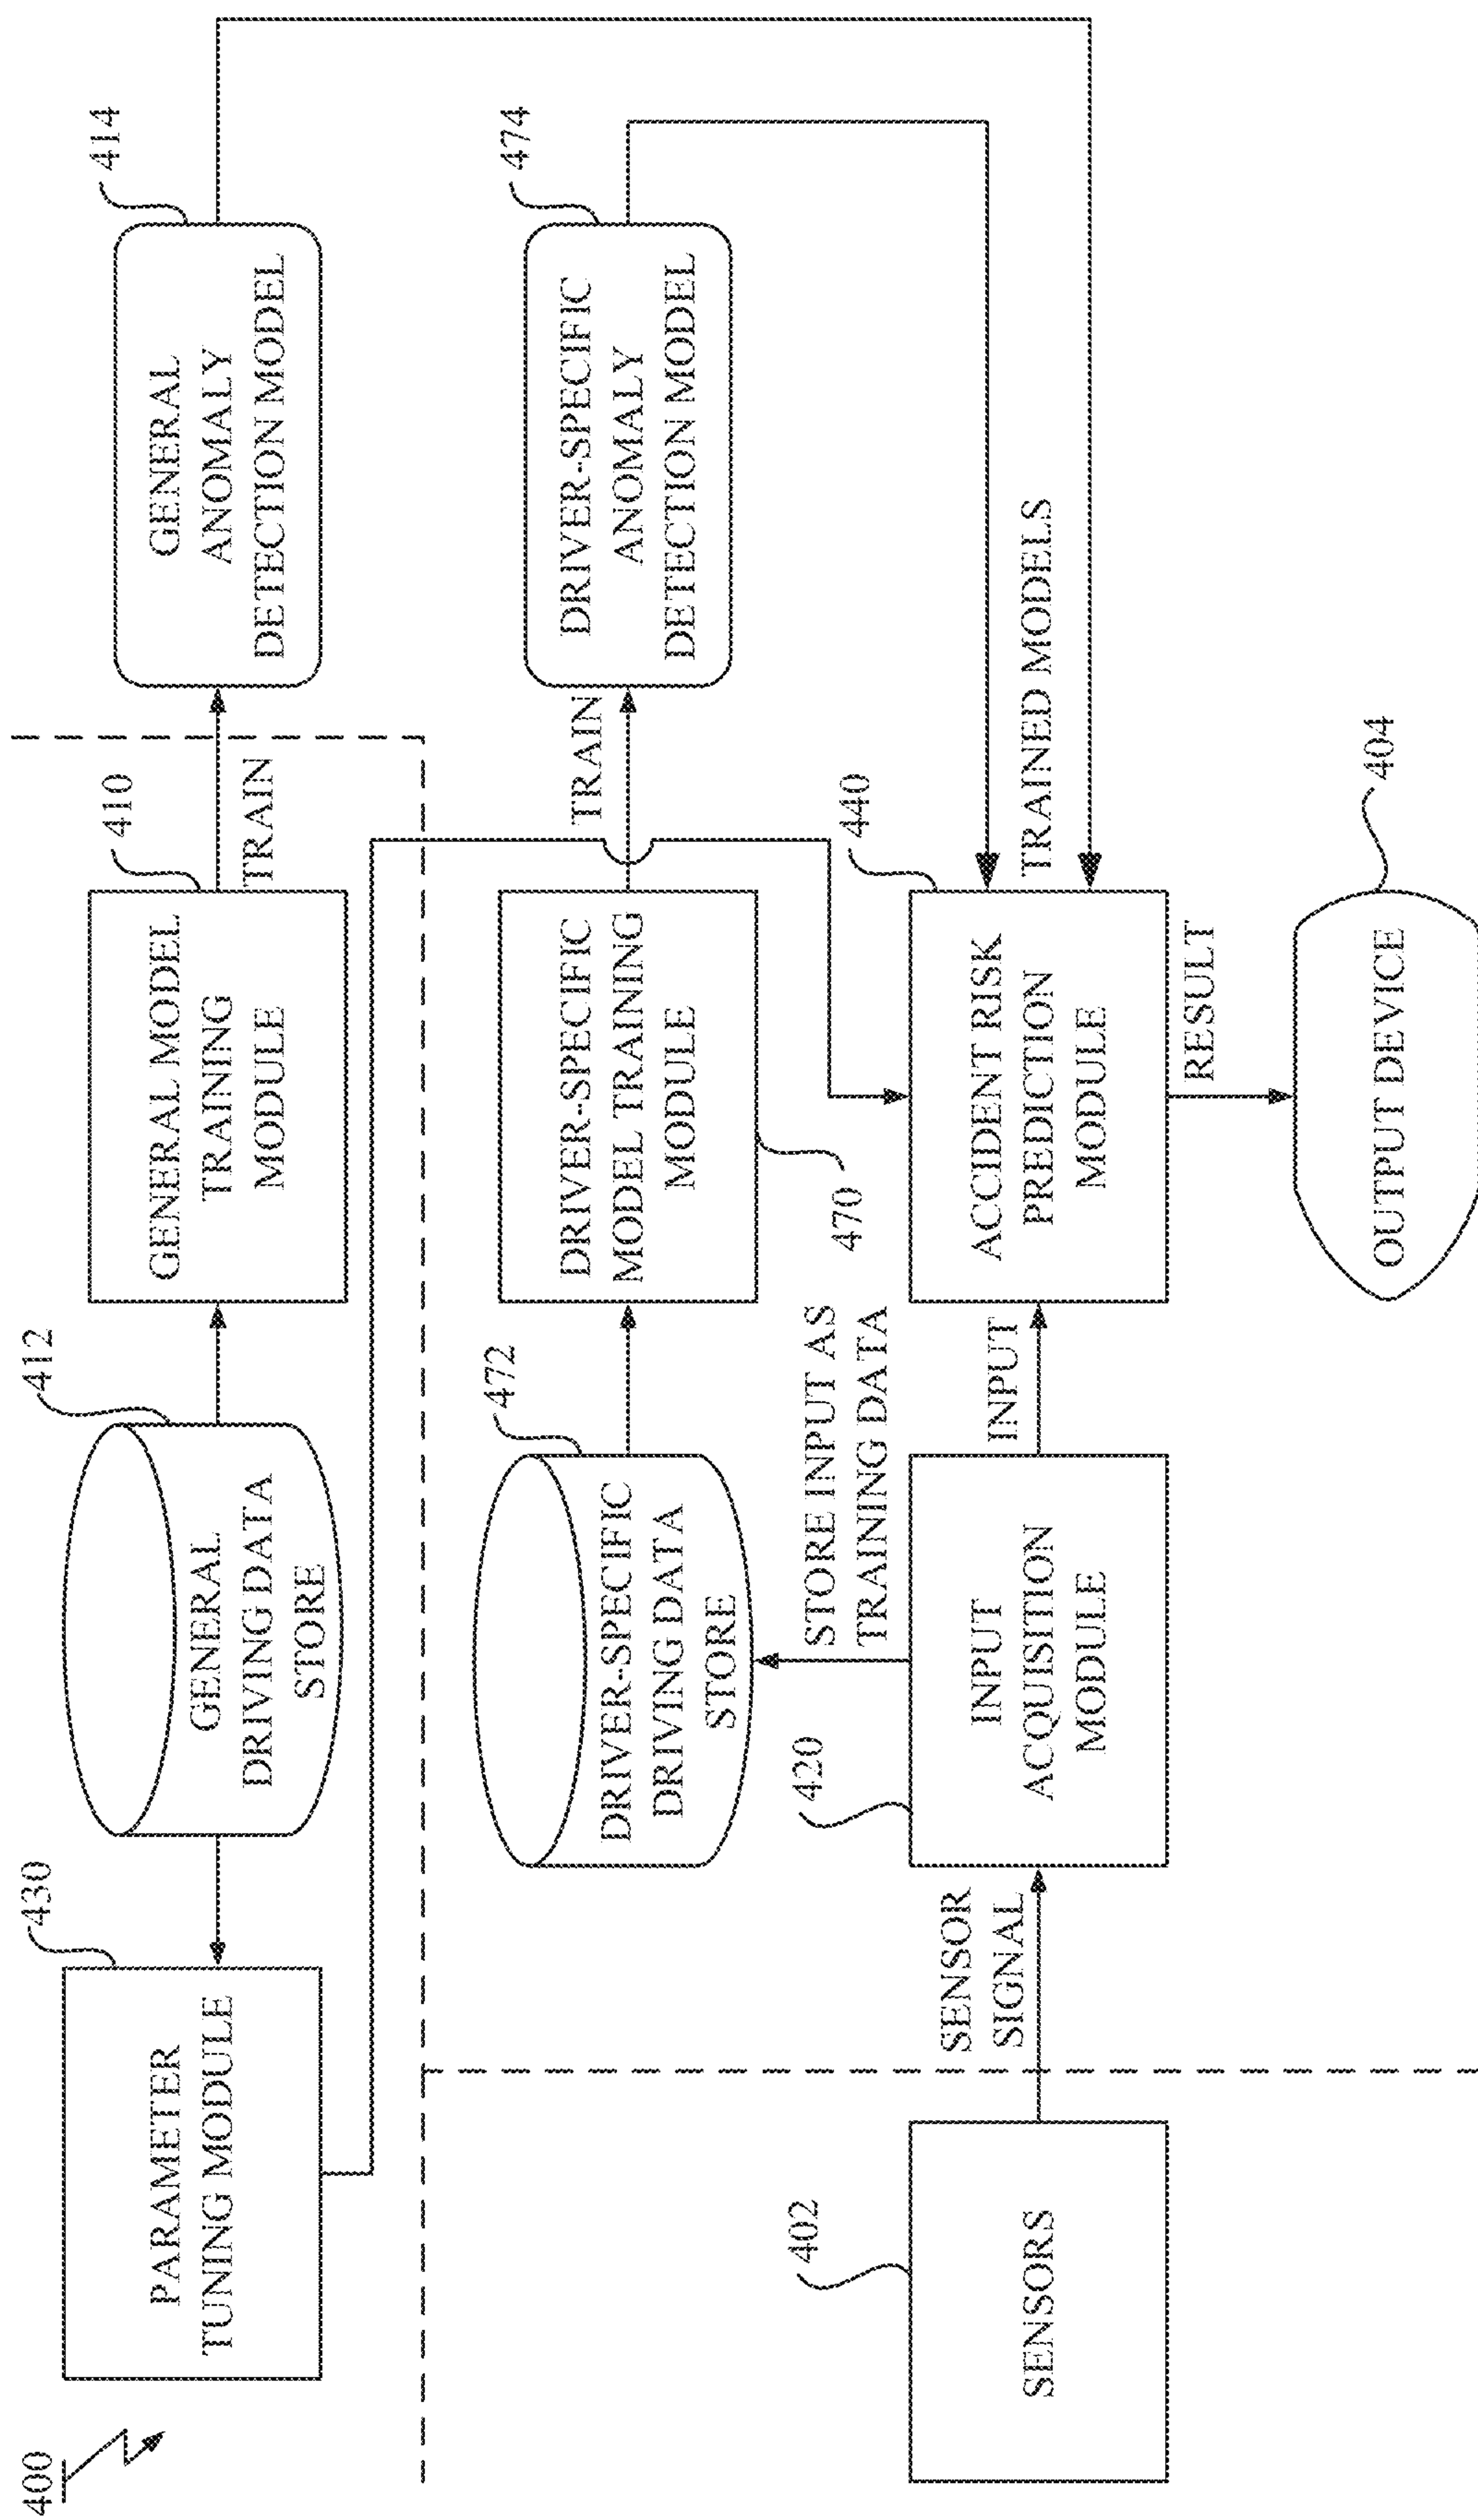 400
430
PARAMETER
TUNING MODULE
412
GENERAL
DRIVING DATA
STORE
410
GENERAL MODEL
TRAINING
MODULE
TRAIN
414
GENERAL
ANOMALY
DETECTION MODEL
472
DRIVER-SPECIFIC
DRIVING DATA
STORE
DRIVER-SPECIFIC
MODEL TRAINING
MODULE
470
TRAIN
474
DRIVER-SPECIFIC
ANOMALY
DETECTION MODEL
STORE INPUT AS
TRAINING DATA
402
SENSORS
SENSOR
SIGNAL
420
INPUT
ACQUISITION
MODULE
INPUT
440
ACCIDENT RISK
PREDICTION
MODULE
TRAINED MODELS
RESULT
404
OUTPUT DEVICE